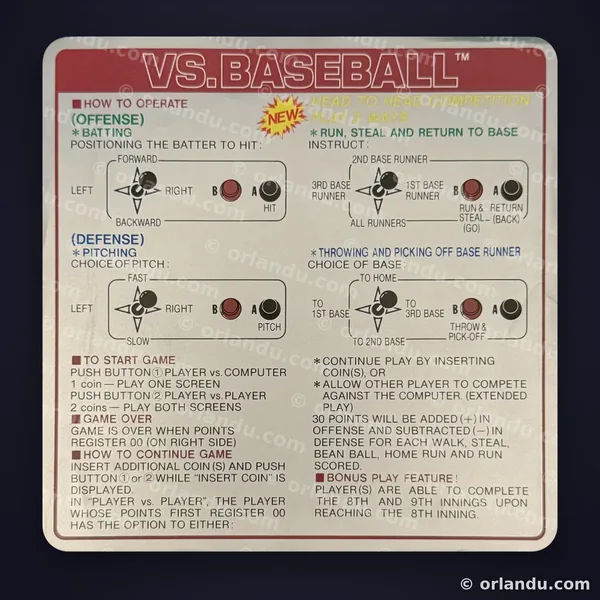 VS.BASEBALL™
■ HOW TO OPERATE
(OFFENSE)
* BATTING
POSITIONING THE BATTER TO HIT:
FORWARD
LEFT
RIGHT
BACKWARD
B
A
HIT
(DEFENSE)
* PITCHING
CHOICE OF PITCH:
FAST
LEFT
RIGHT
SLOW
B
A
PITCH
■ TO START GAME
PUSH BUTTON ① PLAYER vs. COMPUTER
1 coin — PLAY ONE SCREEN
PUSH BUTTON ② PLAYER vs. PLAYER
2 coins — PLAY BOTH SCREENS
■ GAME OVER
GAME IS OVER WHEN POINTS
REGISTER 00 (ON RIGHT SIDE)
■ HOW TO CONTINUE GAME
INSERT ADDITIONAL COIN(S) AND PUSH
BUTTON ① or ② WHILE "INSERT COIN" IS
DISPLAYED.
IN "PLAYER vs. PLAYER", THE PLAYER
WHOSE POINTS FIRST REGISTER 00
HAS THE OPTION TO EITHER:
NEW
HEAD TO HEAD COMPETITION
* RUN, STEAL AND RETURN TO BASE
INSTRUCT:
2ND BASE RUNNER
3RD BASE
RUNNER
1ST BASE
RUNNER
ALL RUNNERS
B
A
RUN &
STEAL
(GO)
RETURN
(BACK)
* THROWING AND PICKING OFF BASE RUNNER
CHOICE OF BASE:
TO HOME
TO
1ST BASE
TO
3RD BASE
TO 2ND BASE
B
A
THROW &
PICK-OFF
* CONTINUE PLAY BY INSERTING
COIN(S), OR
* ALLOW OTHER PLAYER TO COMPETE
AGAINST THE COMPUTER. (EXTENDED
PLAY)
30 POINTS WILL BE ADDED (+) IN
OFFENSE AND SUBTRACTED (−) IN
DEFENSE FOR EACH WALK, STEAL,
BEAN BALL, HOME RUN AND RUN
SCORED.
■ BONUS PLAY FEATURE!
PLAYER(S) ARE ABLE TO COMPLETE
THE 8TH AND 9TH INNINGS UPON
REACHING THE 8TH INNING.
© orlandu.com